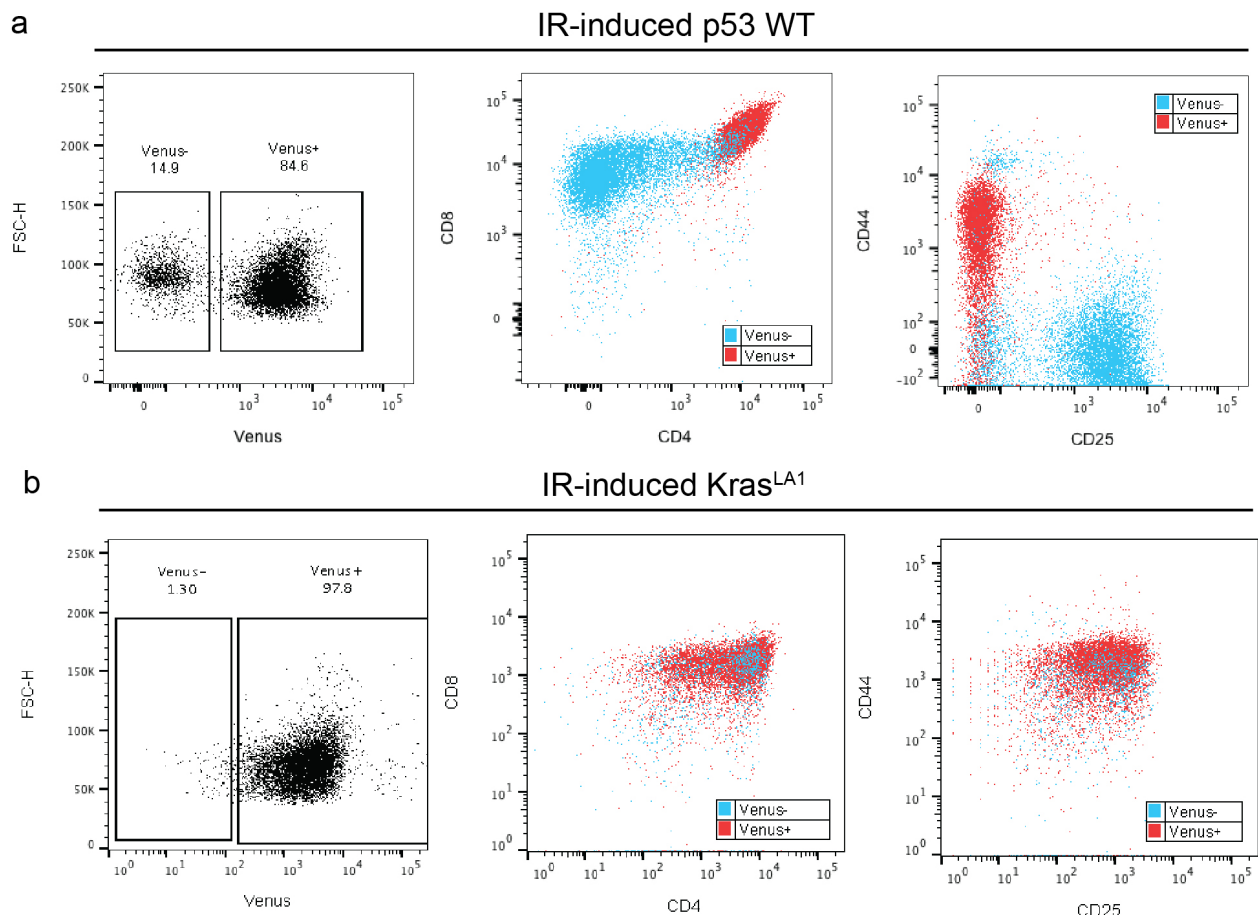 a
IR-induced p53 WT
FSC-H
250K
200K
150K
100K
50K
0
Venus-
14.9
Venus+
84.6
0 10³ 10⁴ 10⁵
Venus
CD8
10⁵
10⁴
10³
0
Venus-
Venus+
0 10³ 10⁴ 10⁵
CD4
CD44
10⁵
10⁴
10³
10²
0
-10²
Venus-
Venus+
0 10³ 10⁴ 10⁵
CD25
b
IR-induced Kras^LA1
FSC-H
250K
200K
150K
100K
50K
0
Venus-
1.30
Venus+
97.8
10⁰ 10¹ 10² 10³ 10⁴ 10⁵
Venus
CD8
10⁵
10⁴
10³
10²
10¹
10⁰
Venus-
Venus+
10⁰ 10¹ 10² 10³ 10⁴ 10⁵
CD4
CD44
10⁵
10⁴
10³
10²
10¹
10⁰
Venus-
Venus+
10⁰ 10¹ 10² 10³ 10⁴ 10⁵
CD25